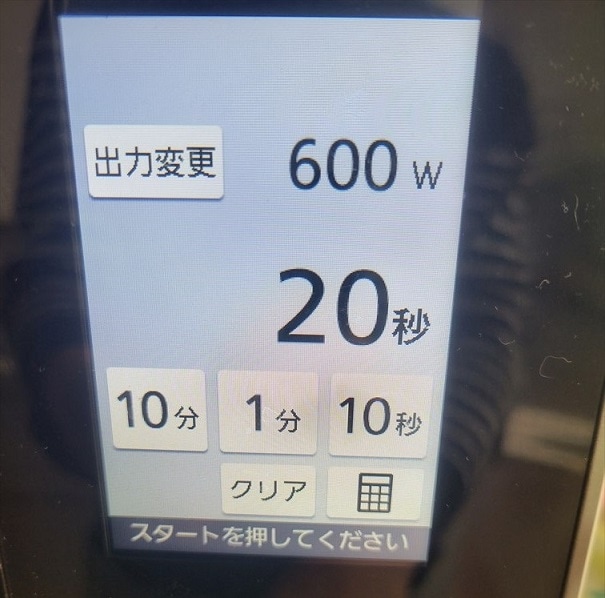 出力変更 600 W
20秒
10分 1分 10秒
クリア
スタートを押してください